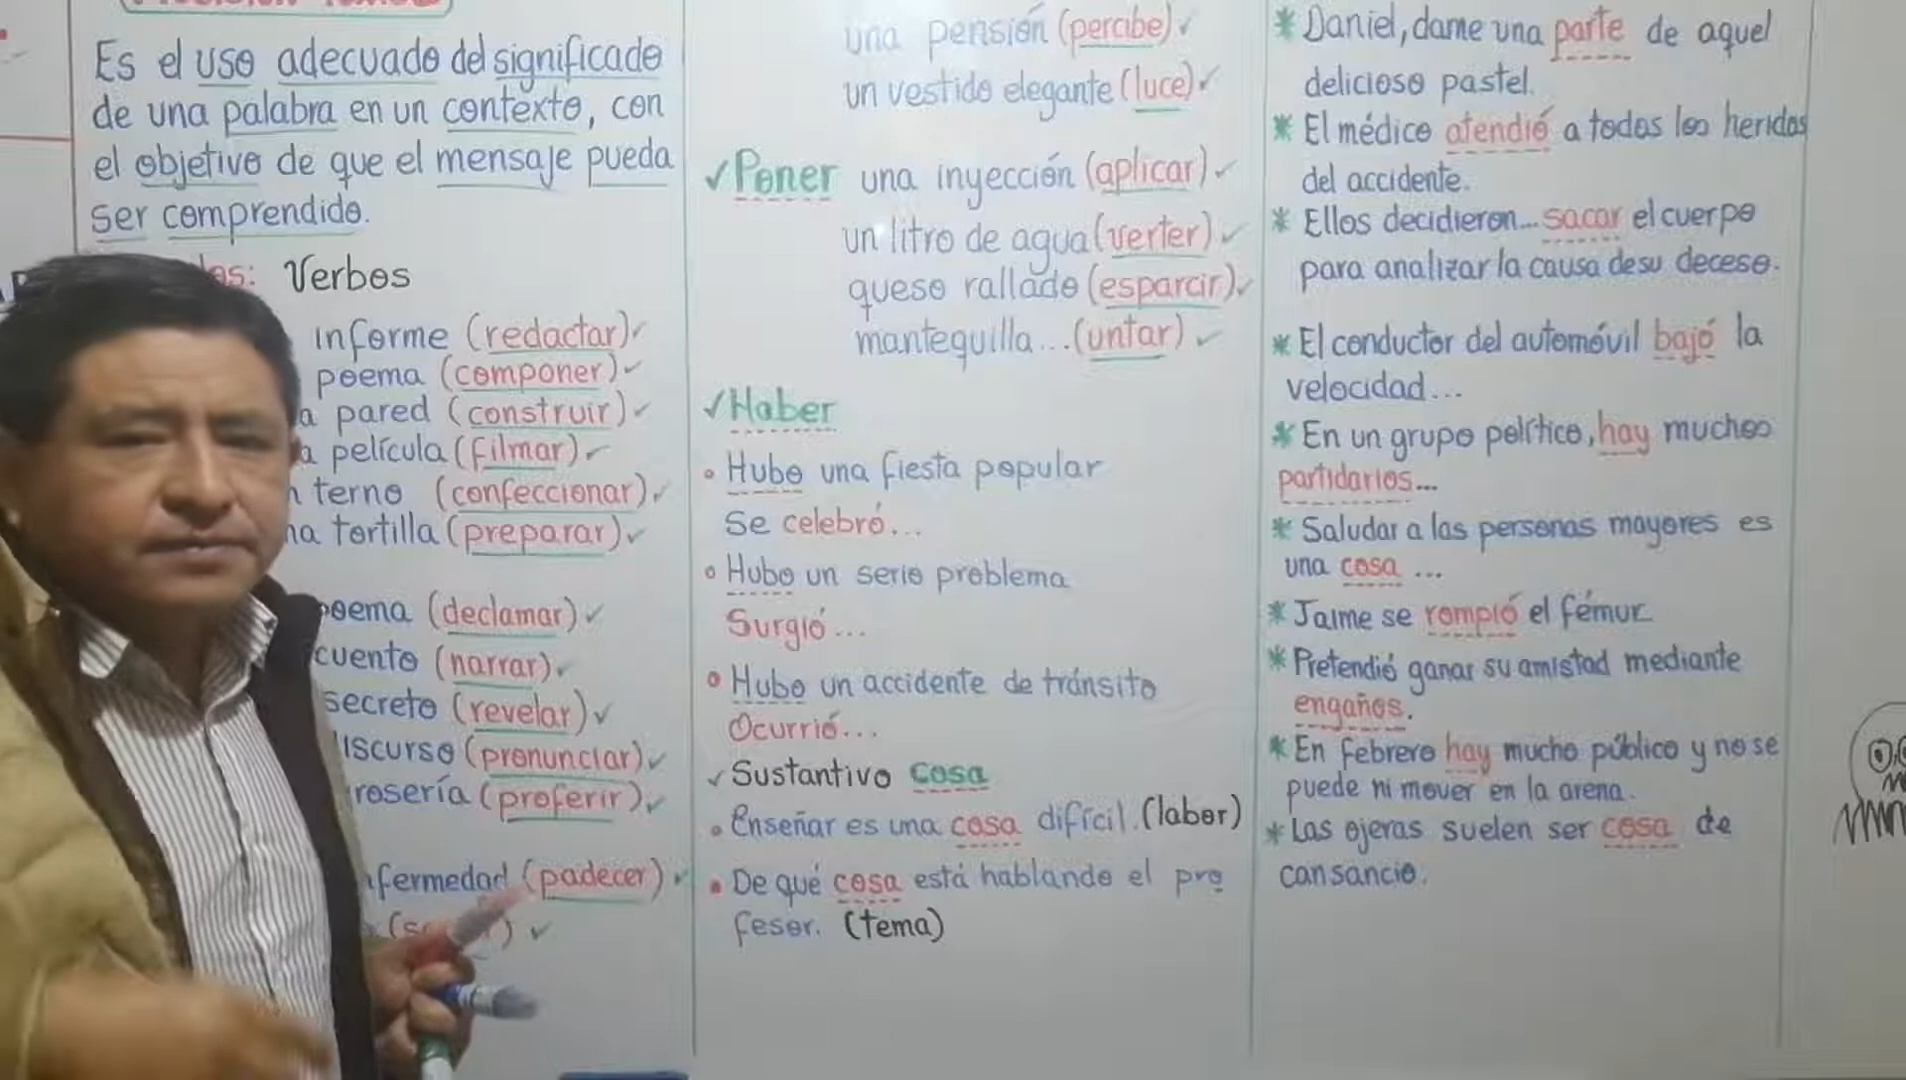 Es el uso adecuado del significado
de una palabra en un contexto, con
el objetivo de que el mensaje pueda
ser comprendido.
Verbos
informe (redactar)
poema (componer)
pared (construir)
película (filmar)
terno (confeccionar)
tortilla (preparar)
poema (declamar)
cuento (narrar)
secreto (revelar)
(pronunciar)
(proferir)
(padecer)
una pensión (percibe)
un vestido elegante (luce)
Poner una inyección (aplicar)
un litro de agua (verter)
queso rallado (esparcir)
mantequilla...(untar)
Haber
Hubo una fiesta popular
Se celebró...
Hubo un serio problema
Surgió...
Hubo un accidente de tránsito
Ocurrió...
Sustantivo cosa
Enseñar es una cosa difícil. (labor)
De qué cosa está hablando el pro
fesor. (tema)
* Daniel, dame una parte de aquel
delicioso pastel.
* El médico atendió a todos los heridos
del accidente.
* Ellos decidieron... sacar el cuerpo
para analizar la causa de su deceso.
* El conductor del automóvil bajó la
velocidad...
* En un grupo político, hay muchos
partidarios...
* Saludar a las personas mayores es
una cosa ...
* Jaime se rompió el fémur
* Pretendió ganar su amistad mediante
engaños.
* En febrero hay mucho público y no se
puede ni mover en la arena.
* Las ojeras suelen ser cosa de
cansancio.